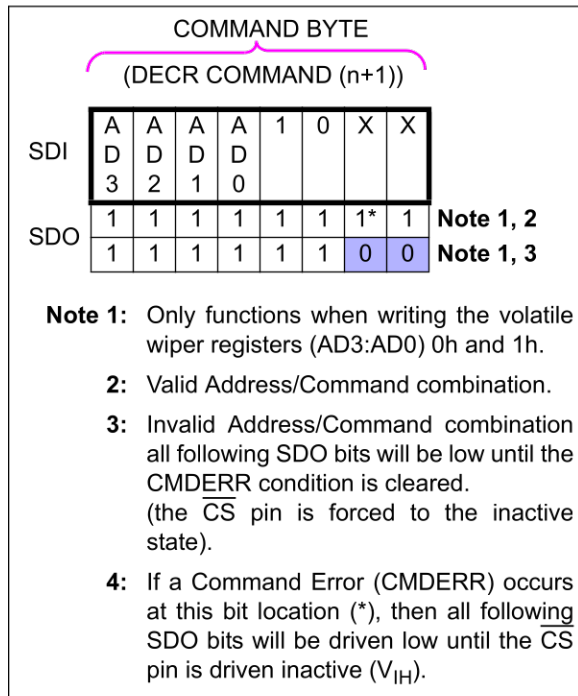 COMMAND BYTE
(DECR COMMAND (n+1))
SDI AD3 AD2 AD1 AD0 1 0 X X
SDO 1 1 1 1 1 1 1* 1 Note 1, 2
1 1 1 1 1 1 0 0 Note 1, 3
Note 1: Only functions when writing the volatile
wiper registers (AD3:AD0) 0h and 1h.
2: Valid Address/Command combination.
3: Invalid Address/Command combination
all following SDO bits will be low until the
CMDERR condition is cleared.
(the CS pin is forced to the inactive
state).
4: If a Command Error (CMDERR) occurs
at this bit location (*), then all following
SDO bits will be driven low until the CS
pin is driven inactive (VIH).